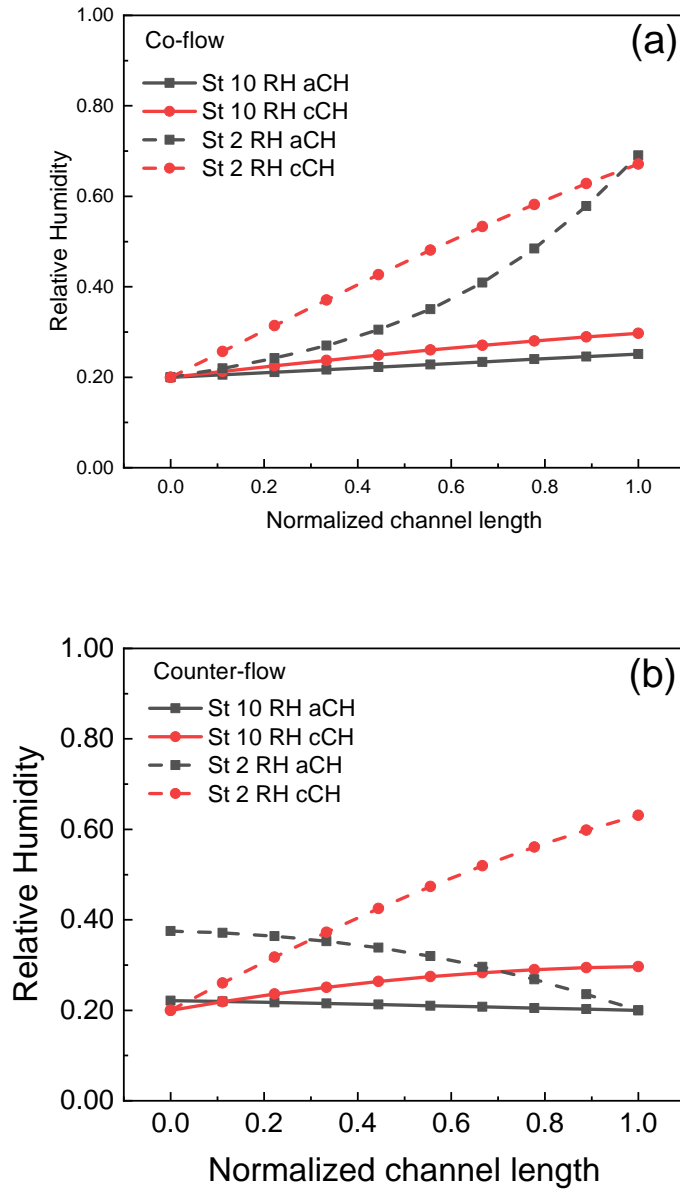 Co-flow
(a)
St 10 RH aCH
St 10 RH cCH
St 2 RH aCH
St 2 RH cCH
1.00
0.80
0.60
0.40
0.20
0.00
Relative Humidity
0.0 0.2 0.4 0.6 0.8 1.0
Normalized channel length
Counter-flow
(b)
St 10 RH aCH
St 10 RH cCH
St 2 RH aCH
St 2 RH cCH
1.00
0.80
0.60
0.40
0.20
0.00
Relative Humidity
0.0 0.2 0.4 0.6 0.8 1.0
Normalized channel length